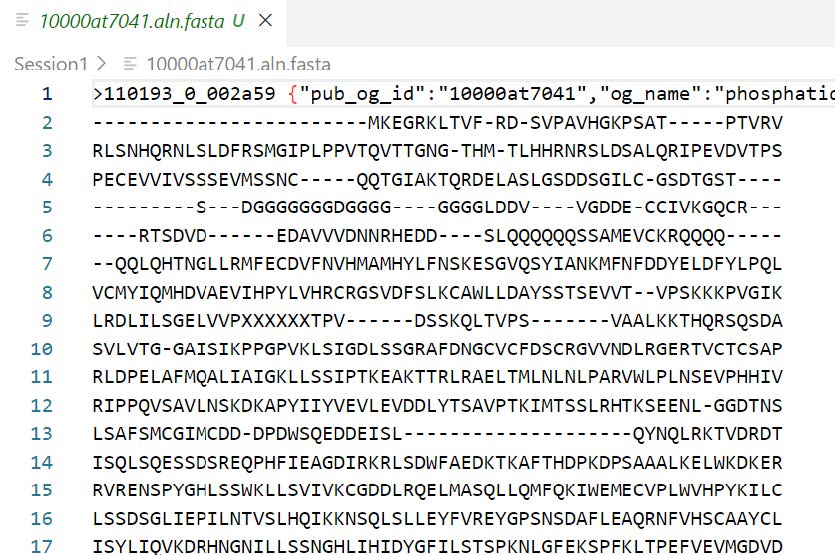 10000at7041.aln.fasta U
Session1 > 10000at7041.aln.fasta
1 >110193_0_002a59 {"pub_og_id":"10000at7041","og_name":"phosphatic
2 ------------------------MKEGRKLTVF-RD-SVPAVHGKPSAT-----PTVRV
3 RLSNHQRNLSLDFRSMGIPLPPVTQVTTGNG-THM-TLHHRNRSLDSALQRIPEVDVTPS
4 PECEVVIVSSSEVMSSNC-----QQTGIAKTQRDELASLGSDDSGILC-GSDTGST----
5 ---------S---DGGGGGGGDGGGG----GGGGLDDV----VGDDE-CCIVKGQCR---
6 ----RTSDVD------EDAVVVDNNRHEDD----SLQQQQQQSSAMEVCKRQQQQ-----
7 --QQLQHTNGLLRMFECDVFNVHMAMHYLFNSKESGVQSYIANKMFNFDDYELDFYLPQL
8 VCMYIQMHDVAEVIHPYLVHRCRGSVDFSLKCAWLLDAYSSTSEVVT--VPSKKKPVGIK
9 LRDLILSGELVVPXXXXXXTPV------DSSKQLTVPS-------VAALKKTHQRSQSDA
10 SVLVTG-GAISIKPPGPVKLSIGDLSSGRAFDNGCVCFDSCRGVVNDLRGERTVCTCSAP
11 RLDPELAFMQALIAIGKLLSSIPTKEAKTTRLRAELTMLNLNLPARVWLPLNSEVPHHIV
12 RIPPQVSAVLNSKDKAPYIIYVEVLEVDDLYTSAVPTKIMTSSLRHTKSEENL-GGDTNS
13 LSAFSMCGIMCDD-DPDWSQEDDEISL--------------------QYNQLRKTVDRDT
14 ISQLSQESSDSREQPHFIEAGDIRKRLSDWFAEDKTKAFTHDPKDPSAAALKELWKDKER
15 RVRENSPYGHLSSWKLLSVIVKCGDDLRQELMASQLLQMFQKIWEMECVPLWVHPYKILC
16 LSSDSGLIEPILNTVSLHQIKKNSQLSLLEYFVREYGPSNSDAFLEAQRNFVHSCAAYCL
17 ISYLIQVKDRHNGNILLSSNGHLIHIDYGFILSTSPKNLGFEKSPFKLTPEFVEVMGDVD